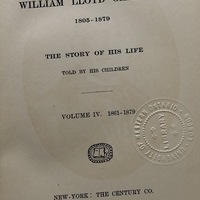 WILLIAM LLOYD
1805-1879
THE STORY OF HIS LIFE
TOLD BY HIS CHILDREN
VOLUME IV. 1861-1879
NEW-YORK: THE CENTURY CO.